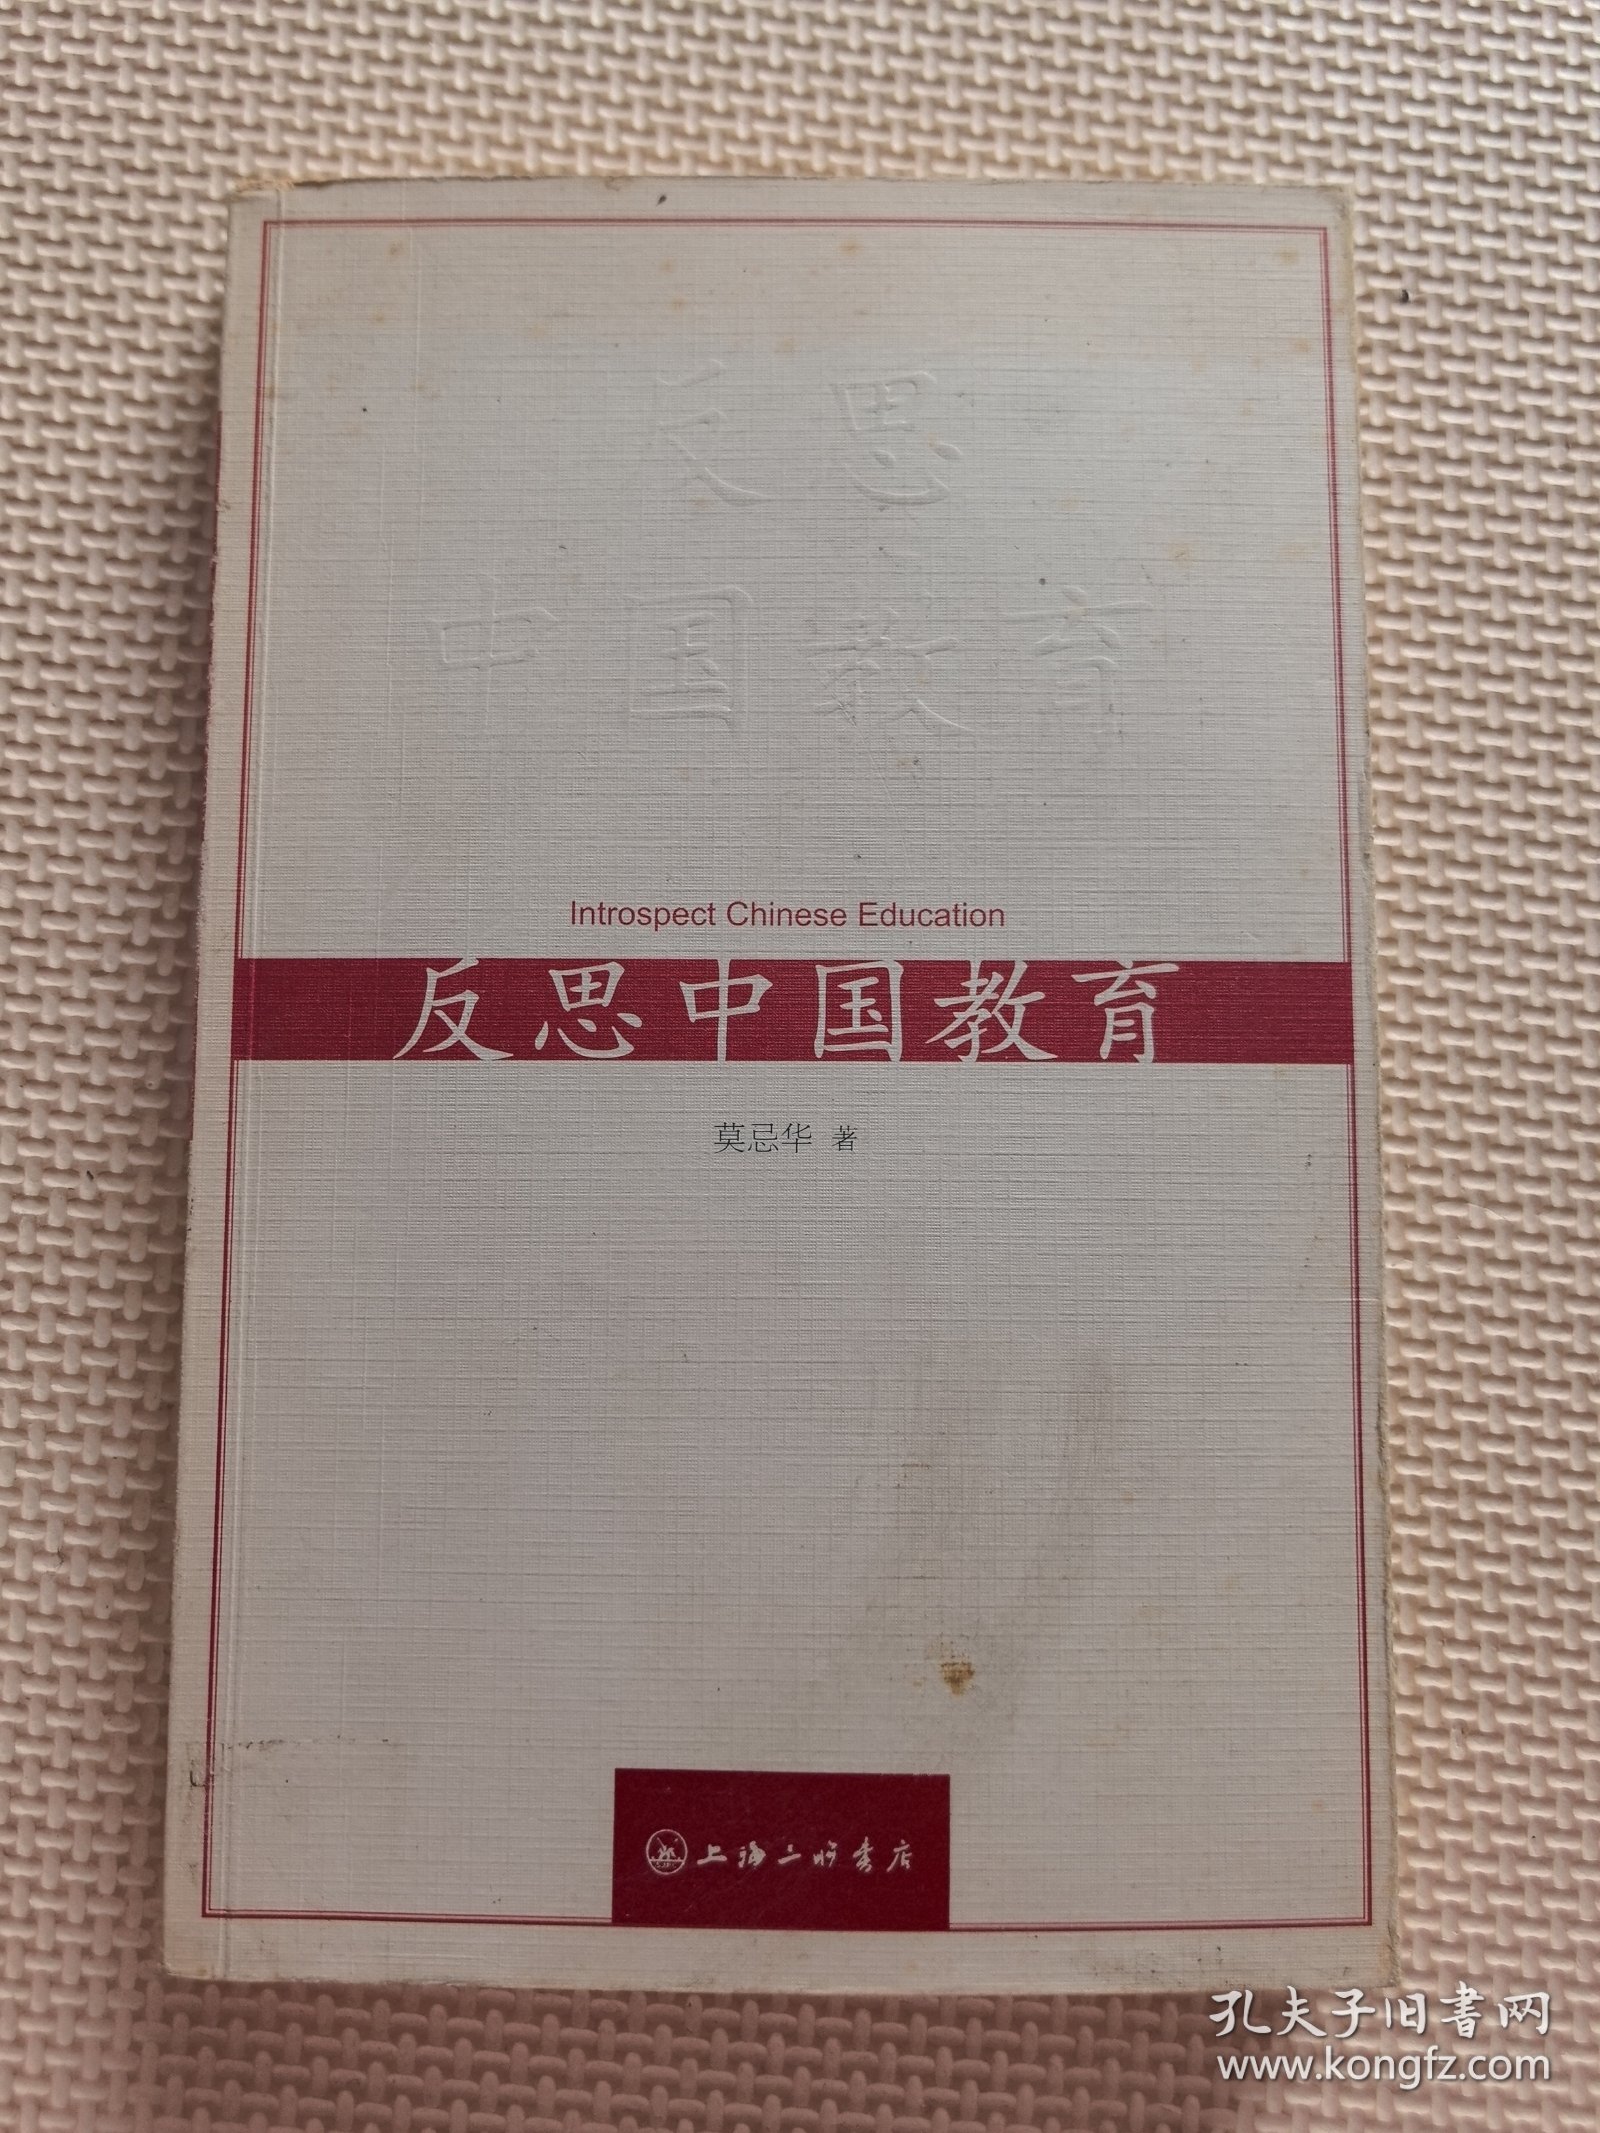 反思
中国教育
Introspect Chinese Education
反思中国教育
莫忌华 著
上海三联书店
孔夫子旧书网
www.kongfz.com